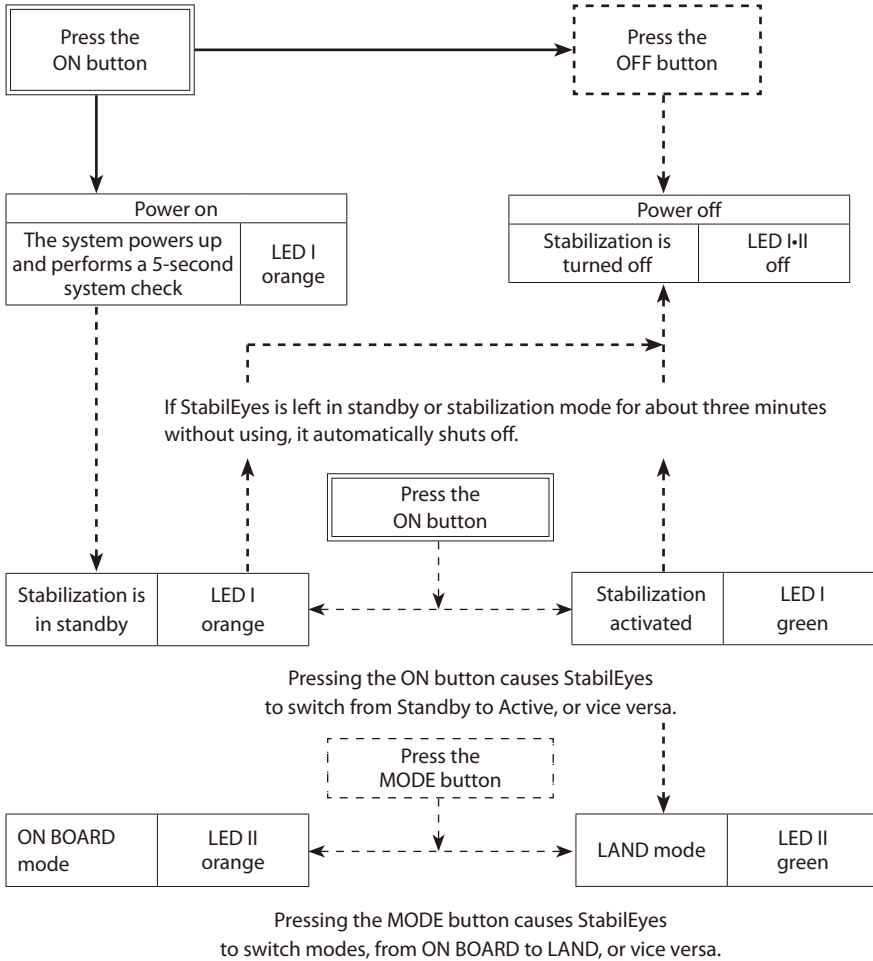 Press the
ON button
Press the
OFF button
Power on
The system powers up
and performs a 5-second
system check
LED I
orange
Power off
Stabilization is
turned off
LED I•II
off
If StabilEyes is left in standby or stabilization mode for about three minutes
without using, it automatically shuts off.
Press the
ON button
Stabilization is
in standby
LED I
orange
Stabilization
activated
LED I
green
Pressing the ON button causes StabilEyes
to switch from Standby to Active, or vice versa.
Press the
MODE button
ON BOARD
mode
LED II
orange
LAND mode
LED II
green
Pressing the MODE button causes StabilEyes
to switch modes, from ON BOARD to LAND, or vice versa.